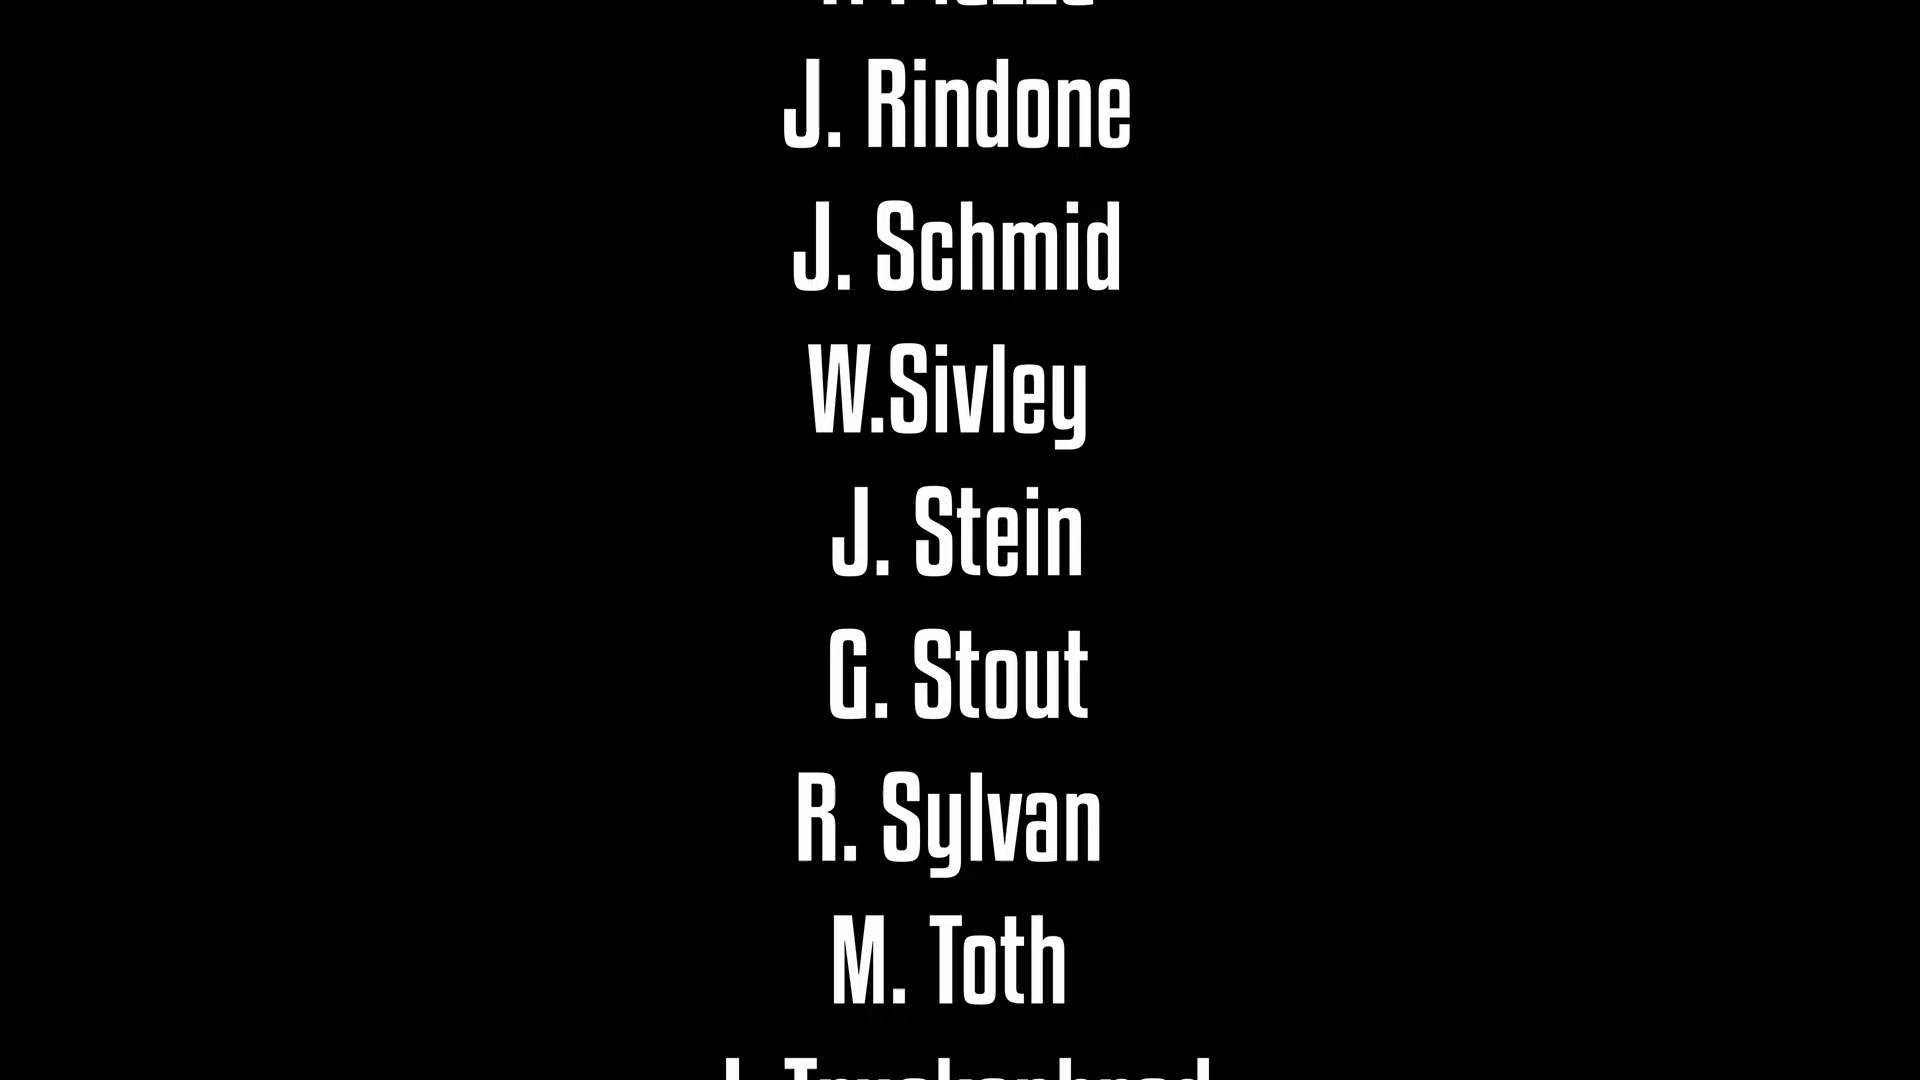 J. Rindone
J. Schmid
W.Sivley
J. Stein
G. Stout
R. Sylvan
M. Toth